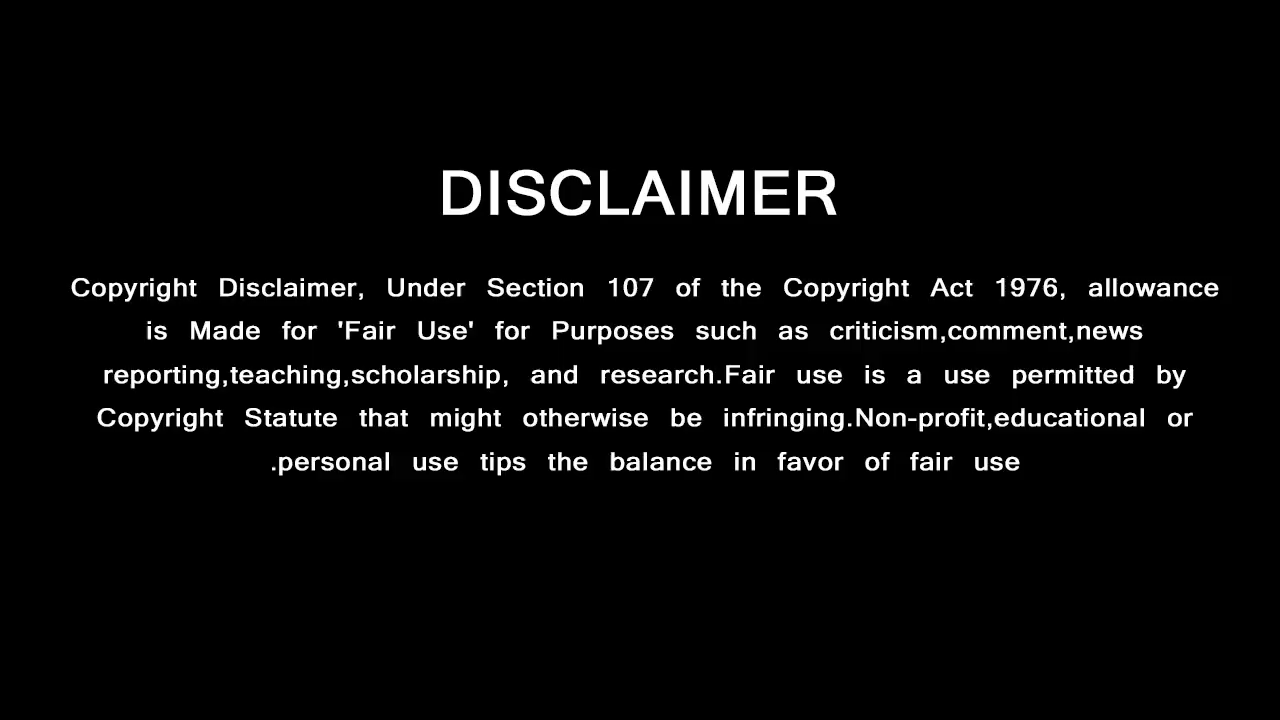 DISCLAIMER
Copyright Disclaimer, Under Section 107 of the Copyright Act 1976, allowance
is Made for 'Fair Use' for Purposes such as criticism,comment,news
reporting,teaching,scholarship, and research.Fair use is a use permitted by
Copyright Statute that might otherwise be infringing.Non-profit,educational or
.personal use tips the balance in favor of fair use